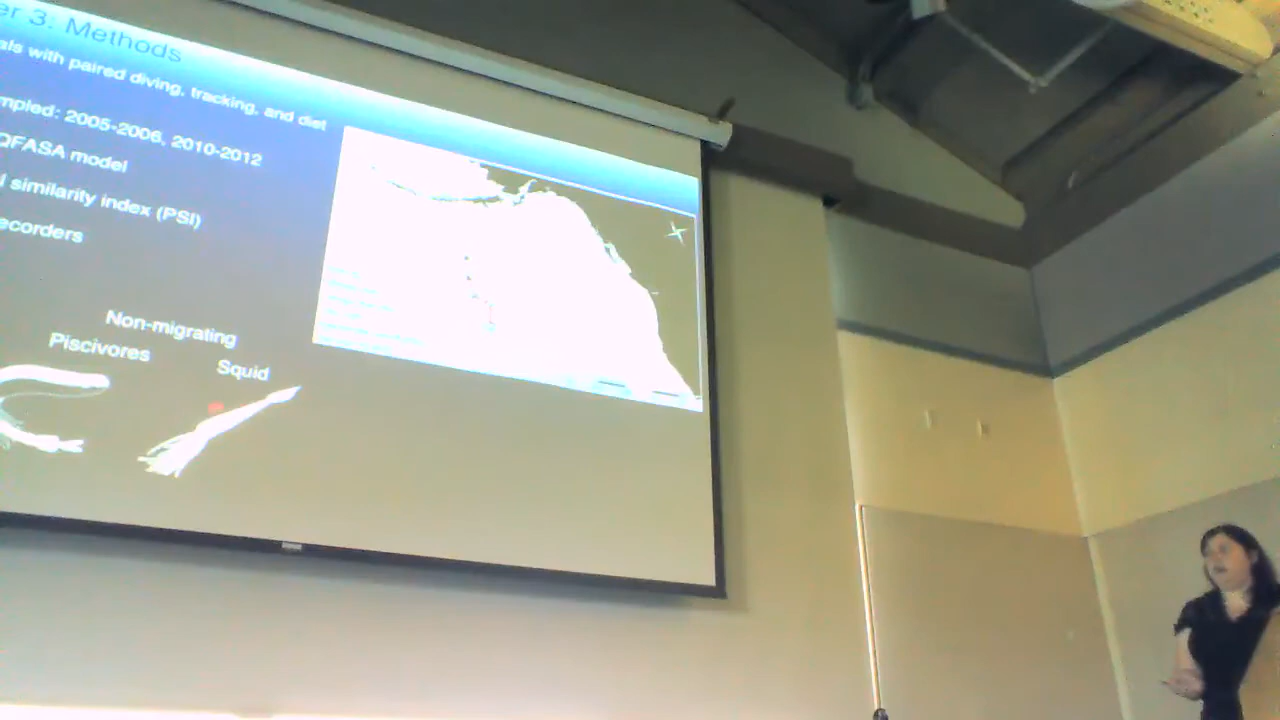 er 3. Methods
als with paired diving, tracking, and diet
mpled: 2005-2006, 2010-2012
QFASA model
l similarity index (PSI)
ecorders
Non-migrating
Piscivores
Squid